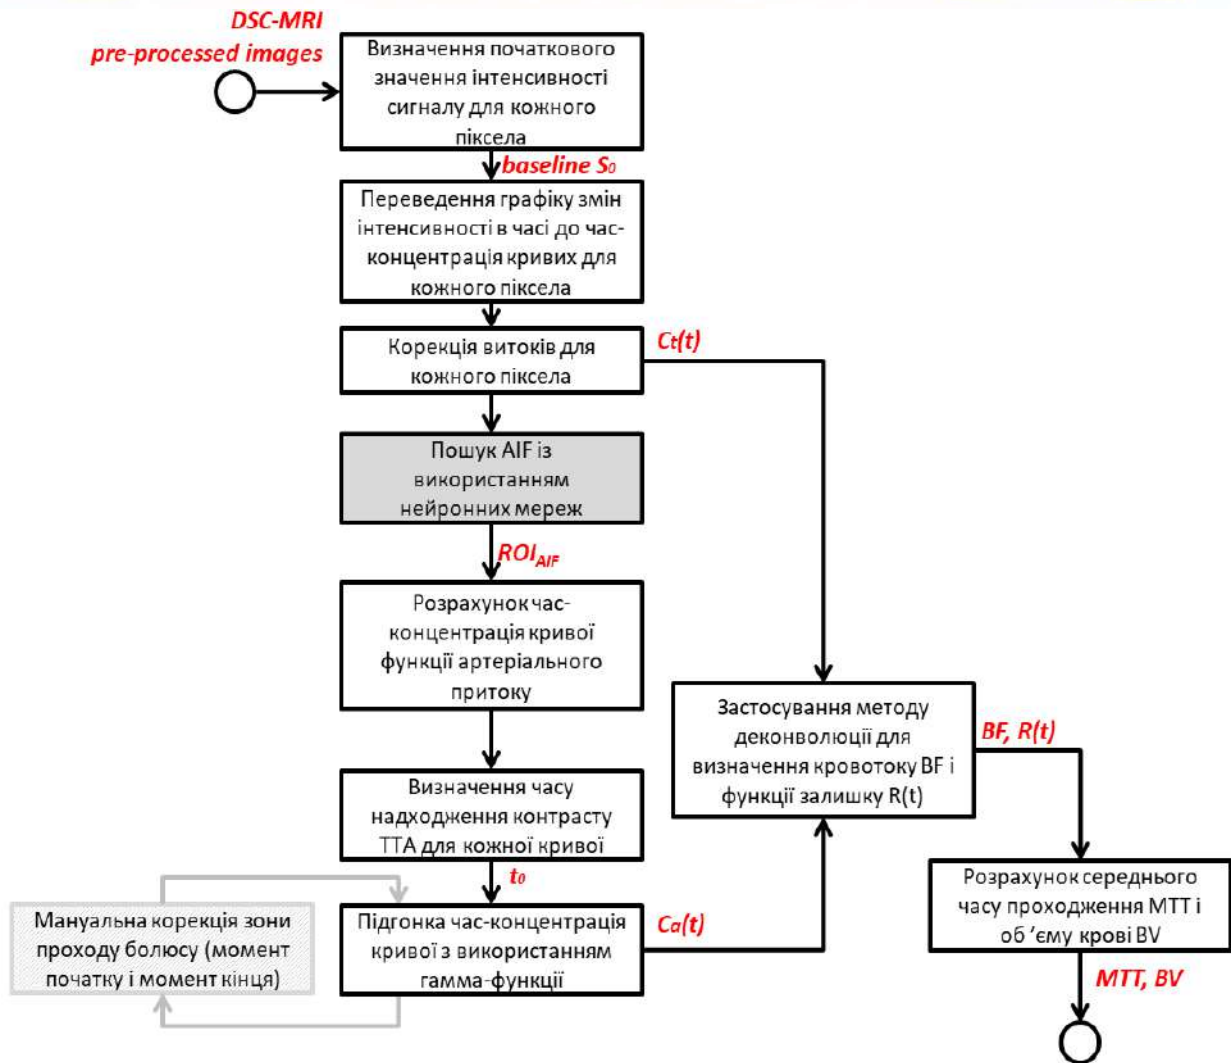 DSC-MRI
pre-processed images
Визначення початкового
значення інтенсивності
сигналу для кожного
піксела
baseline S₀
Переведення графіку змін
інтенсивності в часі до час-
концентрація кривих для
кожного піксела
Корекція витоків для
кожного піксела
Ct(t)
Пошук AIF із
використанням
нейронних мереж
ROI AIF
Розрахунок час-
концентрація кривої
функції артеріального
притоку
Застосування методу
деконволюції для
визначення кровотоку BF і
функції залишку R(t)
BF, R(t)
Визначення часу
надходження контрасту
ТТА для кожної кривої
t₀
Мануальна корекція зони
проходу болюсу (момент
початку і момент кінця)
Підгонка час-концентрація
кривої з використанням
гамма-функції
Ca(t)
Розрахунок середнього
часу проходження МТТ і
об ‘єму крові BV
MTT, BV